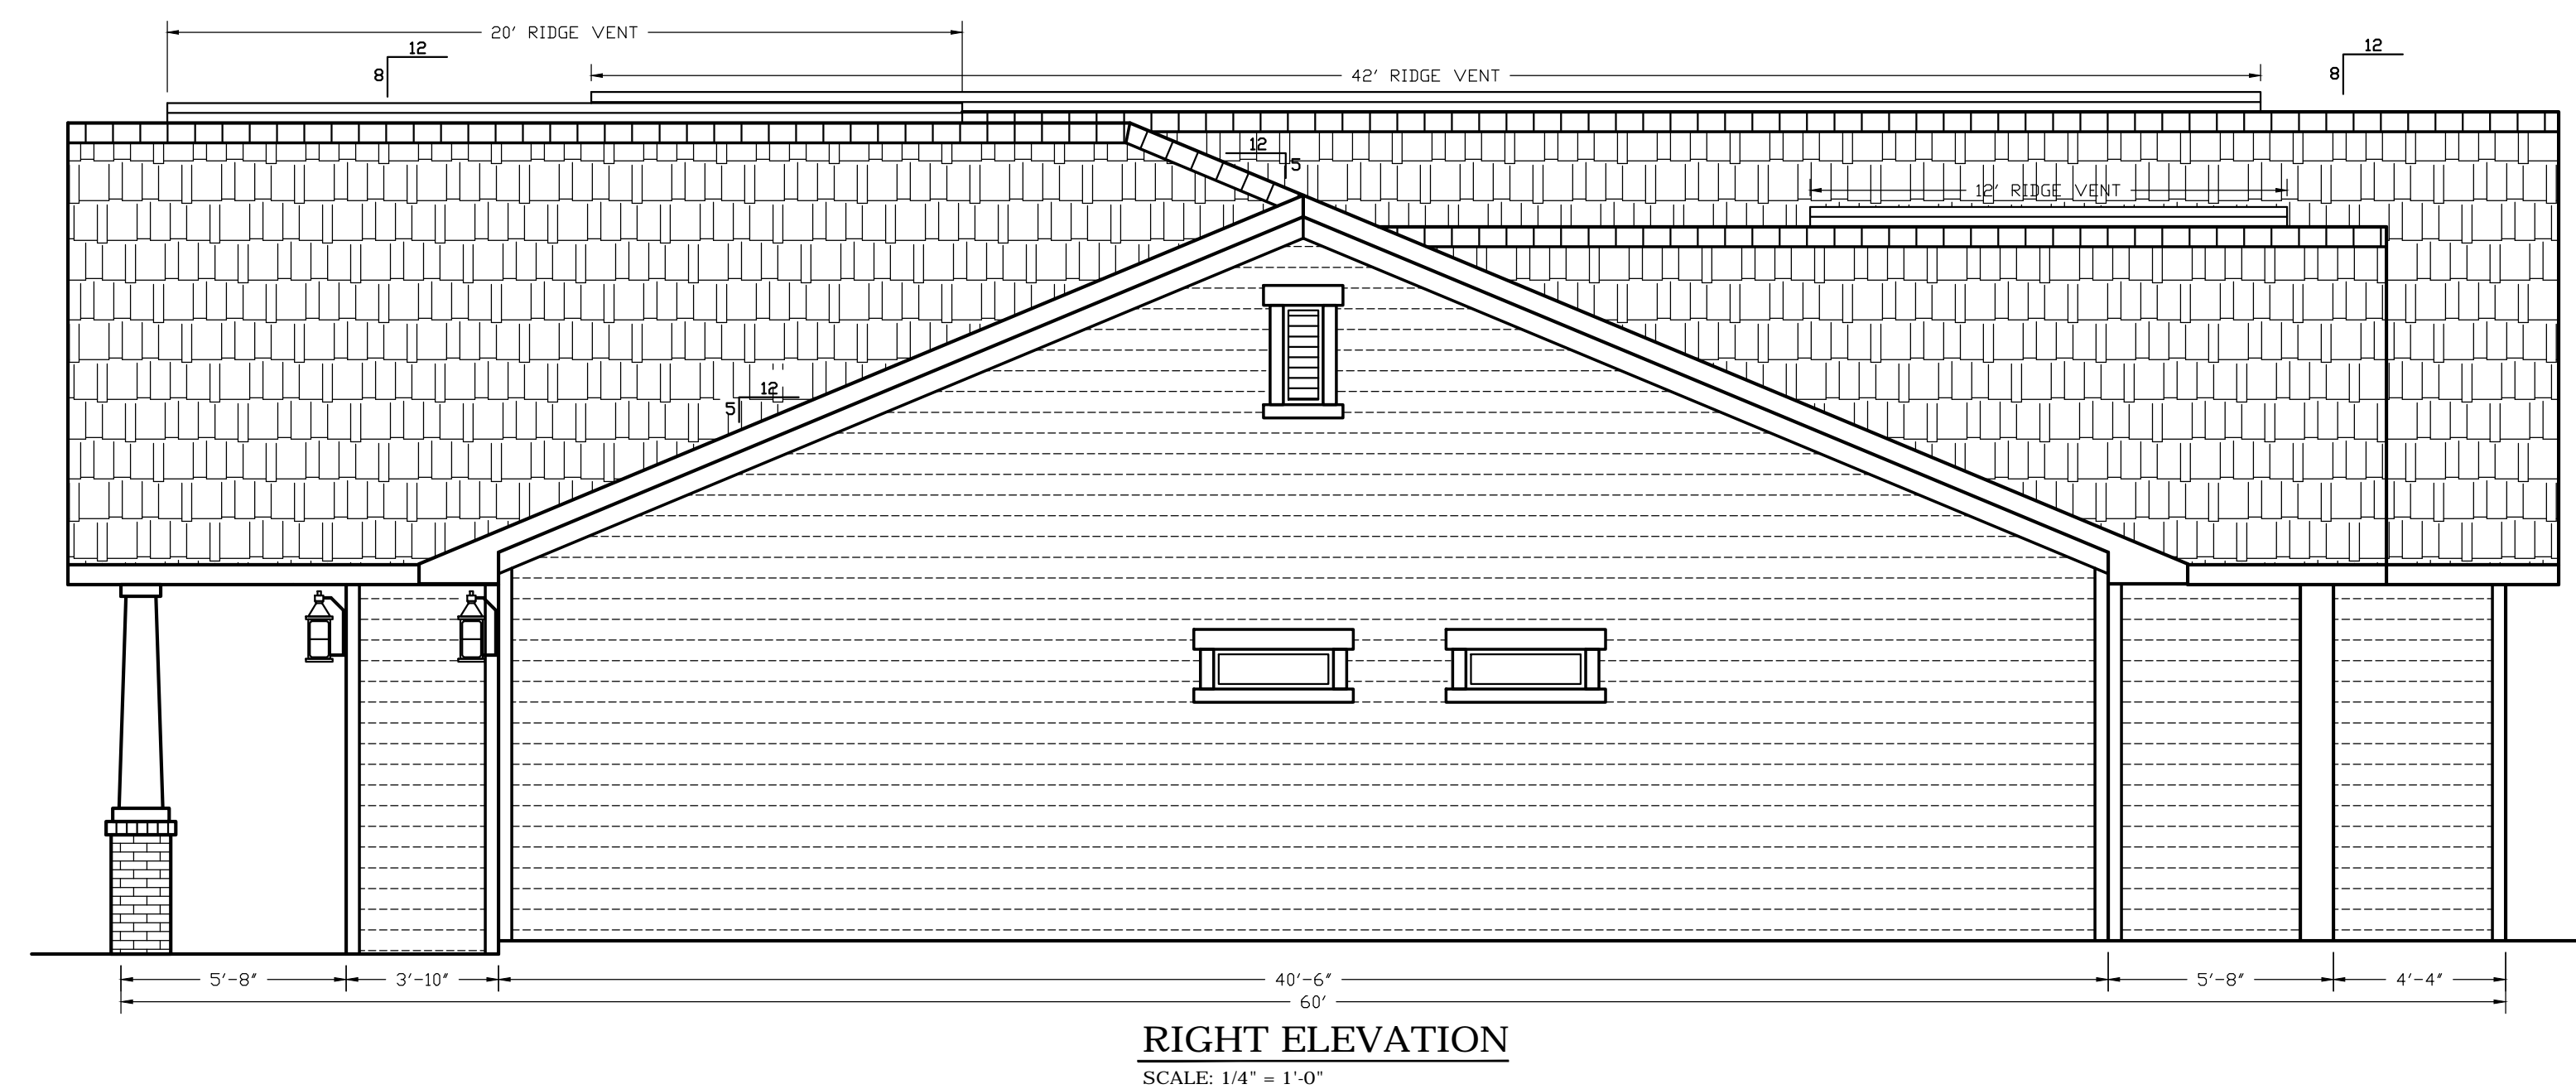 20' RIDGE VENT
12
8
42' RIDGE VENT
12
8
12
5
12' RIDGE VENT
12
5
5'-8"
3'-10"
40'-6"
5'-8"
4'-4"
60'
RIGHT ELEVATION
SCALE: 1/4" = 1'-0"